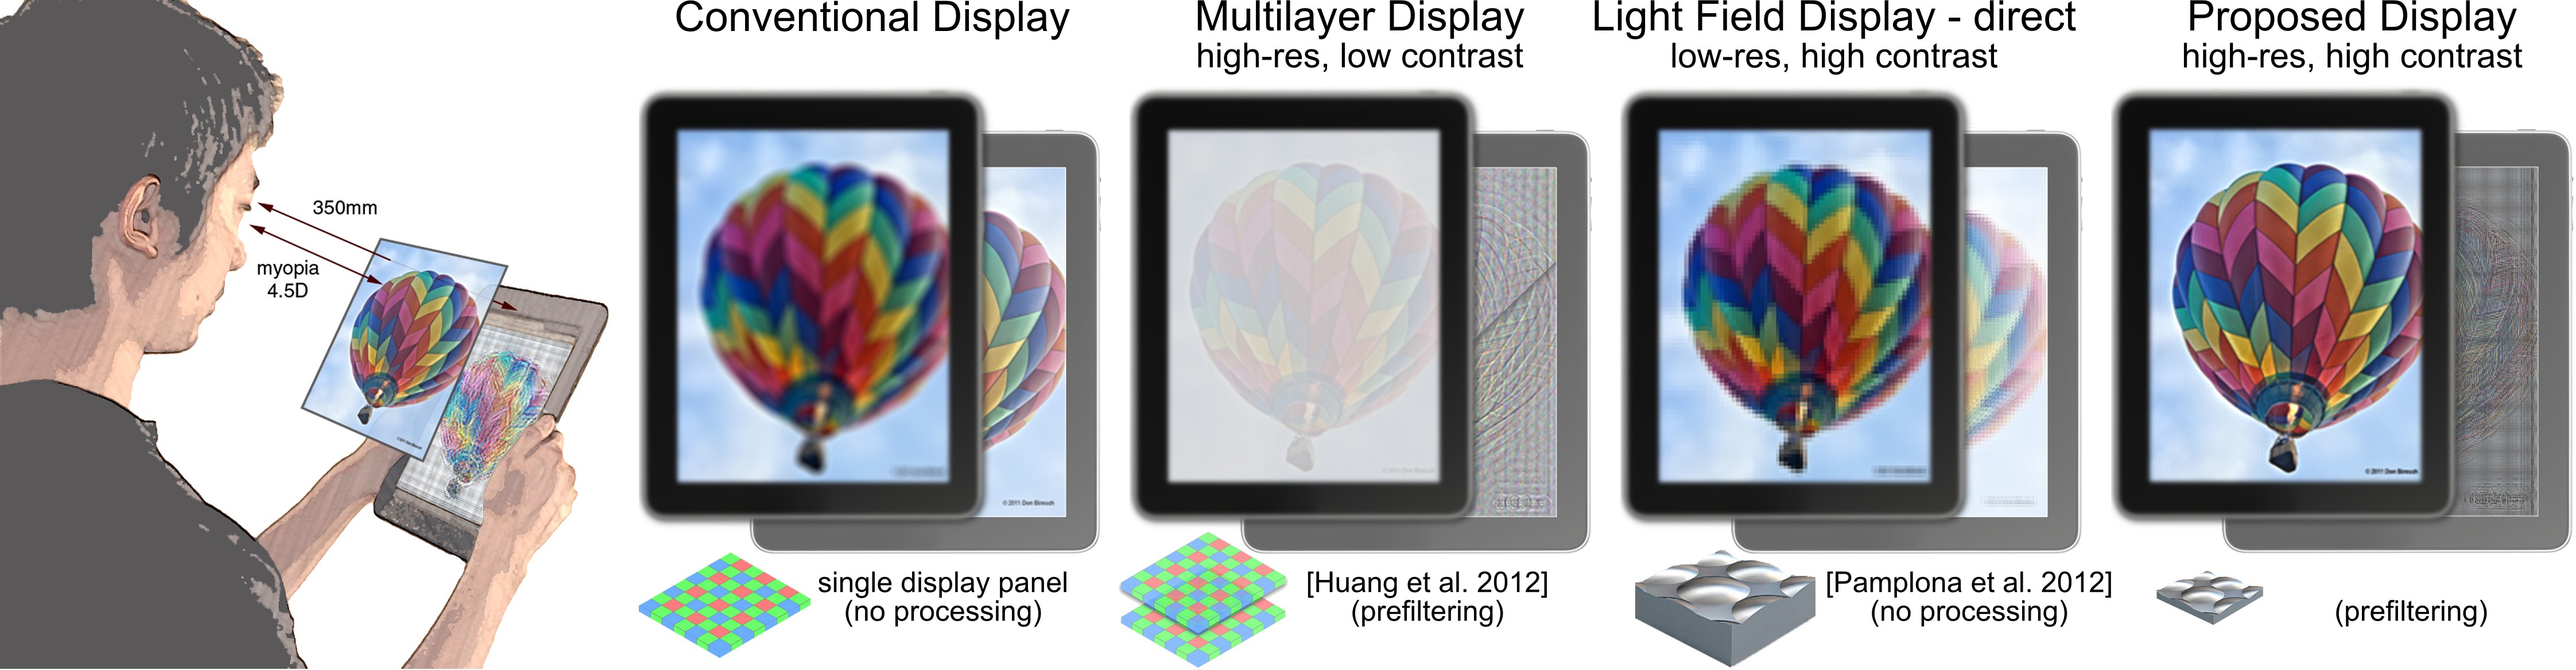 Conventional Display
Multilayer Display
high-res, low contrast
Light Field Display - direct
low-res, high contrast
Proposed Display
high-res, high contrast
350mm
myopia
4.5D
© 2011 Don Biresch
© 2011 Don Biresch
single display panel
(no processing)
[Huang et al. 2012]
(prefiltering)
[Pamplona et al. 2012]
(no processing)
(prefiltering)